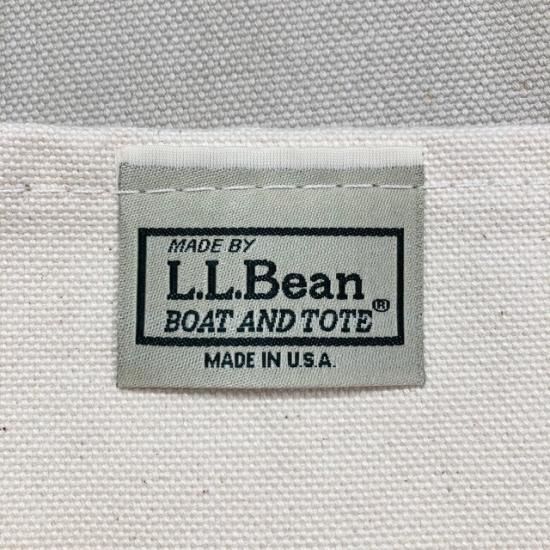 MADE BY
L.L.Bean
BOAT AND TOTE®
MADE IN U.S.A.